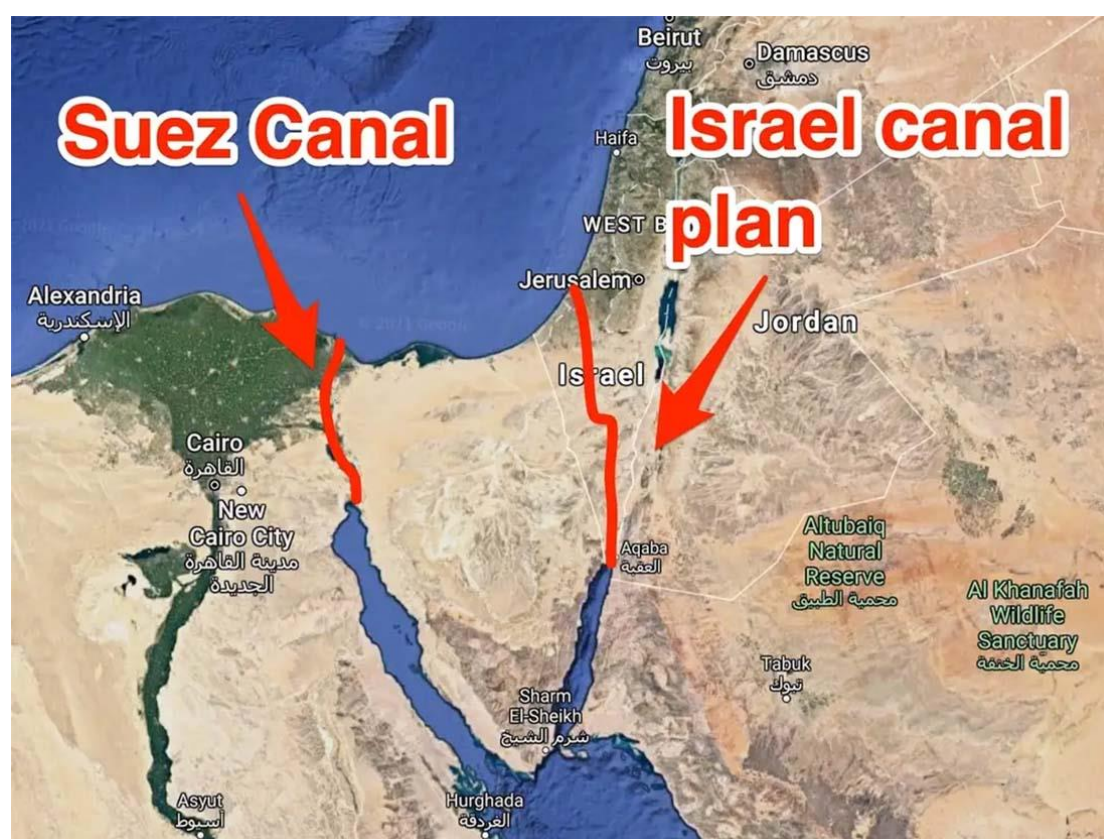 Beirut
بيروت
Damascus
دمشق
Suez Canal
Israel canal
plan
Haifa
WEST B
Jerusalem
Alexandria
الإسكندرية
Jordan
Israel
Cairo
القاهرة
New
Cairo City
مدينة القاهرة
الجديدة
Aqaba
العقبة
Altubaiq
Natural
Reserve
محمية الطبيق
Al Khanafah
Wildlife
Sanctuary
محمية الخنفة
Tabuk
تبوك
Sharm
El-Sheikh
شرم الشيخ
Asyut
أسيوط
Hurghada
الغردقة